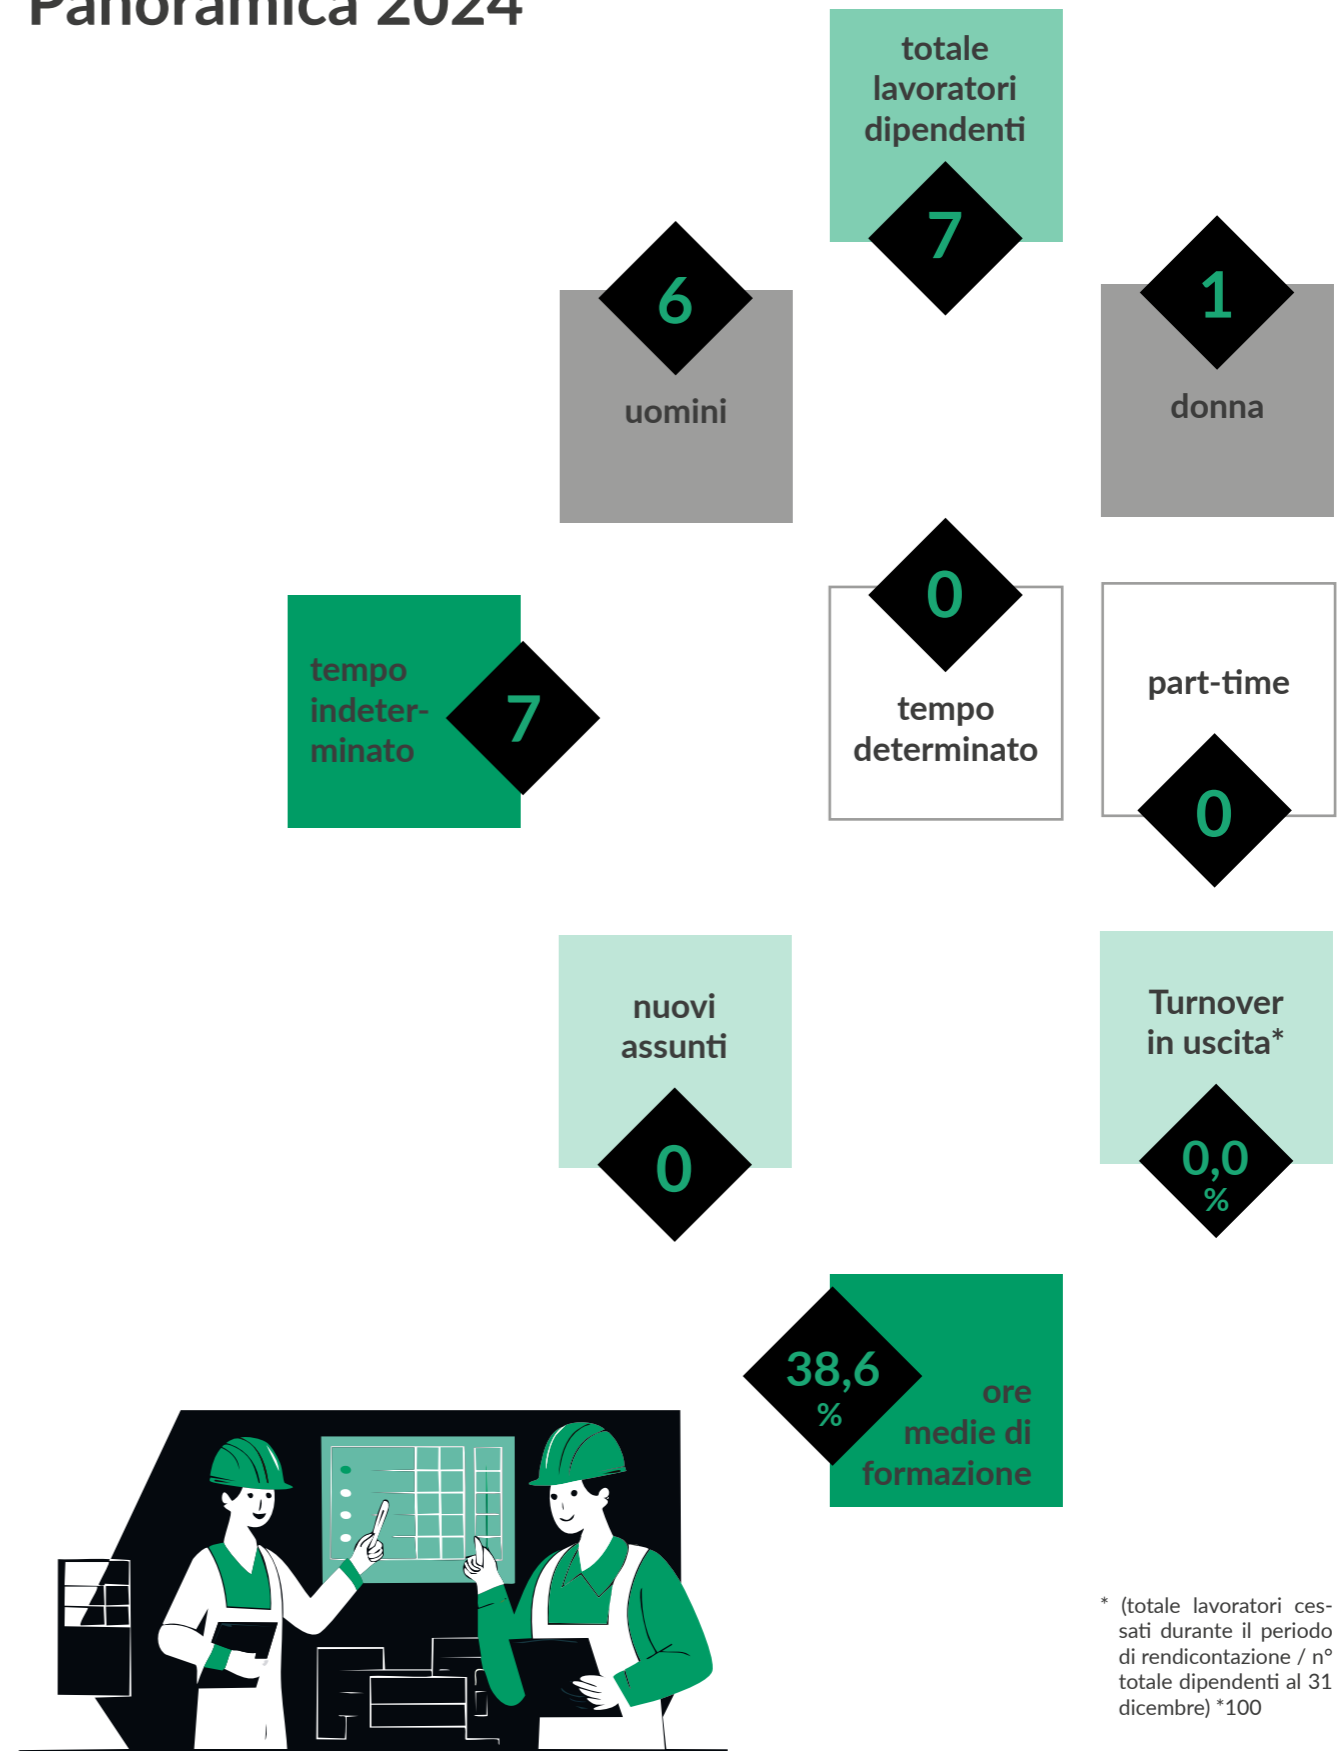 Panoramica 2024
totale
lavoratori
dipendenti
7
6
uomini
1
donna
tempo
indeter-
minato
7
0
tempo
determinato
part-time
0
nuovi
assunti
0
Turnover
in uscita*
0,0
%
38,6
%
ore
medie di
formazione
* (totale lavoratori ces-
sati durante il periodo
di rendicontazione / n°
totale dipendenti al 31
dicembre) *100